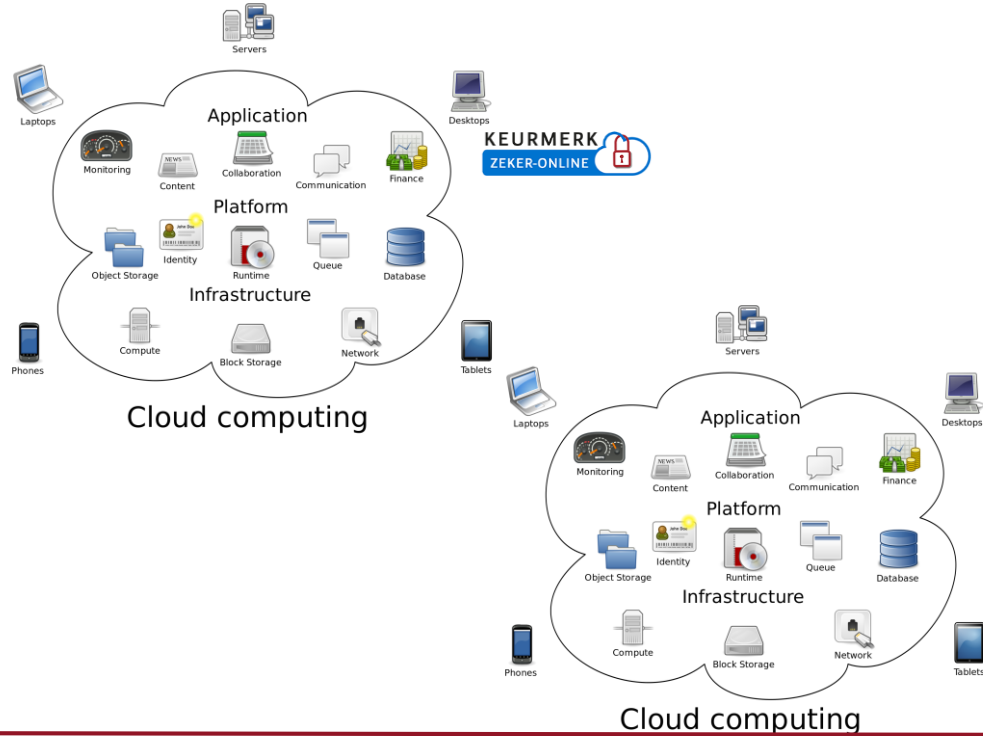 Servers
Laptops
Desktops
Application
Monitoring
Content
Collaboration
Communication
Finance
Platform
Object Storage
Identity
Runtime
Queue
Database
Infrastructure
Compute
Block Storage
Network
Phones
Tablets
Cloud computing
KEURMERK
ZEKER-ONLINE
Servers
Laptops
Desktops
Application
Monitoring
NEWS
Content
Collaboration
Communication
Finance
Platform
Object Storage
Identity
Runtime
Queue
Database
Infrastructure
Compute
Block Storage
Network
Phones
Tablets
Cloud computing